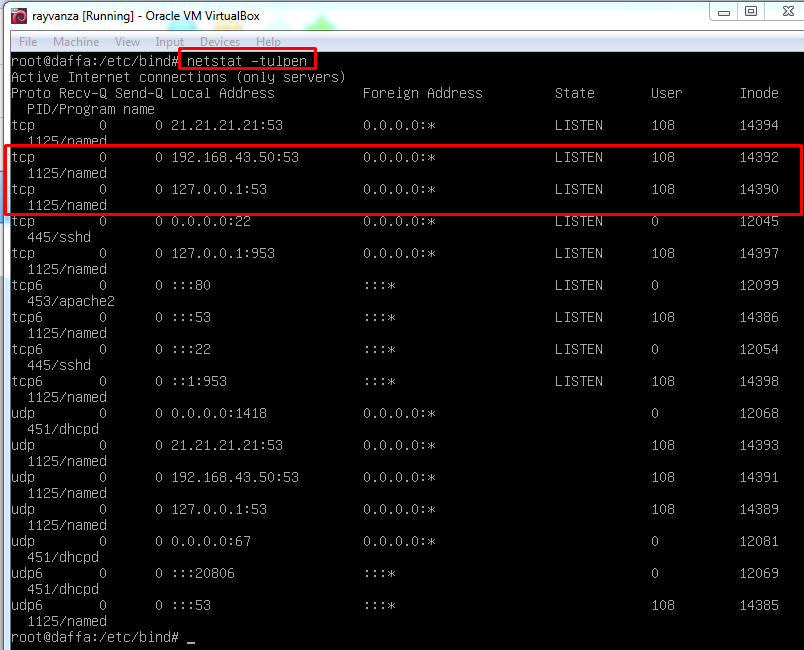 rayvanza [Running] - Oracle VM VirtualBox
File Machine View Input Devices Help
root@daffa:/etc/bind# netstat -tulpen
Active Internet connections (only servers)
Proto Recv-Q Send-Q Local Address Foreign Address State User Inode
PID/Program name
tcp 0 0 21.21.21.21:53 0.0.0.0:* LISTEN 108 14394
1125/named
tcp 0 0 192.168.43.50:53 0.0.0.0:* LISTEN 108 14392
1125/named
tcp 0 0 127.0.0.1:53 0.0.0.0:* LISTEN 108 14390
1125/named
tcp 0 0 0.0.0.0:22 0.0.0.0:* LISTEN 0 12045
445/sshd
tcp 0 0 127.0.0.1:953 0.0.0.0:* LISTEN 108 14397
1125/named
tcp6 0 0 :::80 :::* LISTEN 0 12099
453/apache2
tcp6 0 0 :::53 :::* LISTEN 108 14386
1125/named
tcp6 0 0 :::22 :::* LISTEN 0 12054
445/sshd
tcp6 0 0 ::1:953 :::* LISTEN 108 14398
1125/named
udp 0 0 0.0.0.0:1418 0.0.0.0:* 0 12068
451/dhcpd
udp 0 0 21.21.21.21:53 0.0.0.0:* 108 14393
1125/named
udp 0 0 192.168.43.50:53 0.0.0.0:* 108 14391
1125/named
udp 0 0 127.0.0.1:53 0.0.0.0:* 108 14389
1125/named
udp 0 0 0.0.0.0:67 0.0.0.0:* 0 12081
451/dhcpd
udp6 0 0 :::20806 :::* 0 12069
451/dhcpd
udp6 0 0 :::53 :::* 108 14385
1125/named
root@daffa:/etc/bind# _